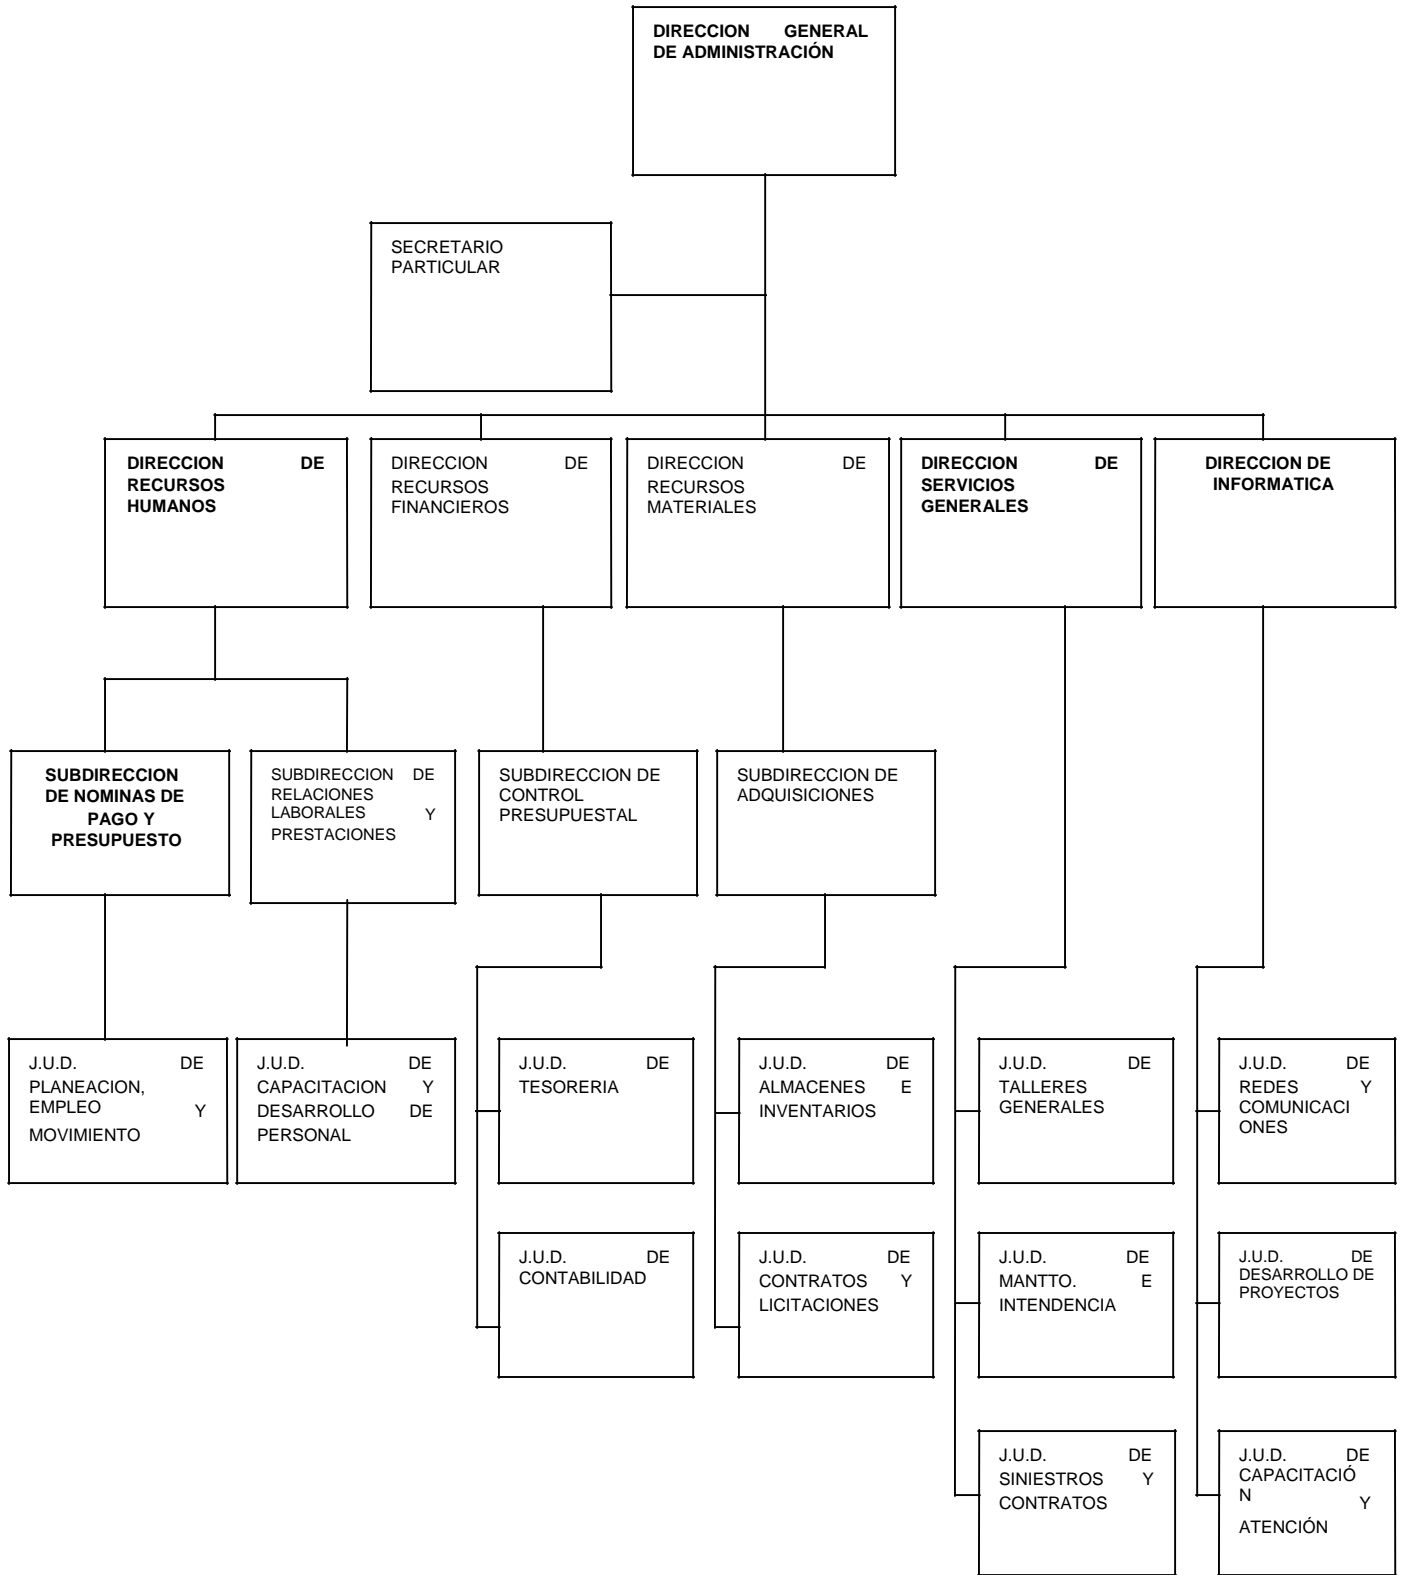 DIRECCION GENERAL
DE ADMINISTRACIÓN
SECRETARIO
PARTICULAR
DIRECCION DE
RECURSOS
HUMANOS
DIRECCION DE
RECURSOS
FINANCIEROS
DIRECCION DE
RECURSOS
MATERIALES
DIRECCION DE
SERVICIOS
GENERALES
DIRECCION DE
INFORMATICA
SUBDIRECCION
DE NOMINAS DE
PAGO Y
PRESUPUESTO
SUBDIRECCION DE
RELACIONES
LABORALES Y
PRESTACIONES
SUBDIRECCION DE
CONTROL
PRESUPUESTAL
SUBDIRECCION DE
ADQUISICIONES
J.U.D. DE
PLANEACION,
EMPLEO Y
MOVIMIENTO
J.U.D. DE
CAPACITACION Y
DESARROLLO DE
PERSONAL
J.U.D. DE
TESORERIA
J.U.D. DE
ALMACENES E
INVENTARIOS
J.U.D. DE
TALLERES
GENERALES
J.U.D. DE
REDES Y
COMUNICACI
ONES
J.U.D. DE
CONTABILIDAD
J.U.D. DE
CONTRATOS Y
LICITACIONES
J.U.D. DE
MANTTO. E
INTENDENCIA
J.U.D. DE
DESARROLLO DE
PROYECTOS
J.U.D. DE
SINIESTROS Y
CONTRATOS
J.U.D. DE
CAPACITACIÓ
N Y
ATENCIÓN